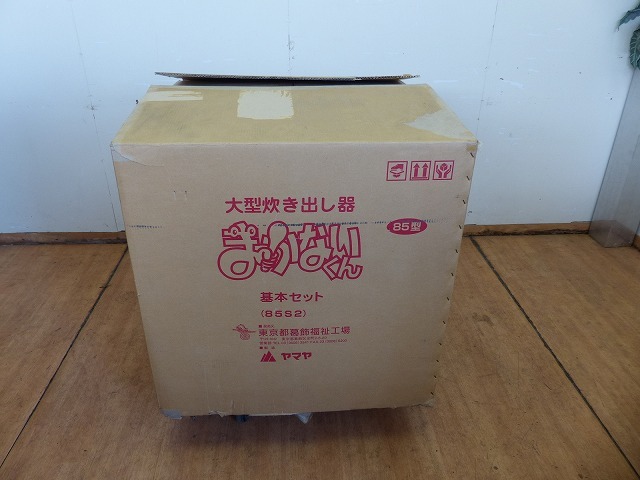 大型炊き出し器
85型
まかないくん
基本セット
(85S2)
東京都葛飾福祉工場
ヤマヤ